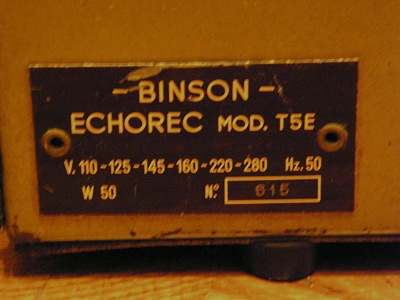 - BINSON -
ECHOREC MOD. T5E
V. 110-125-145-160-220-280 Hz. 50
W 50 N.º 615